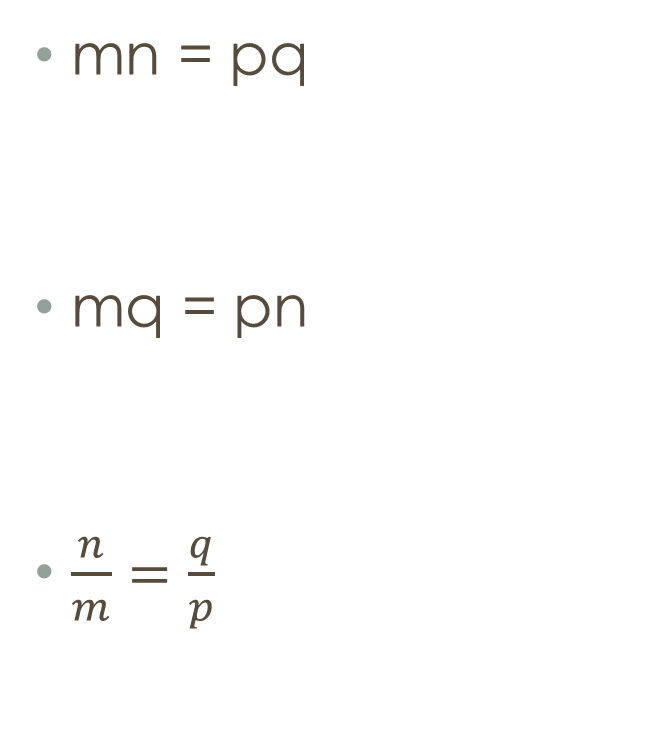 • mn = pq
• mq = pn
• n/m = q/p